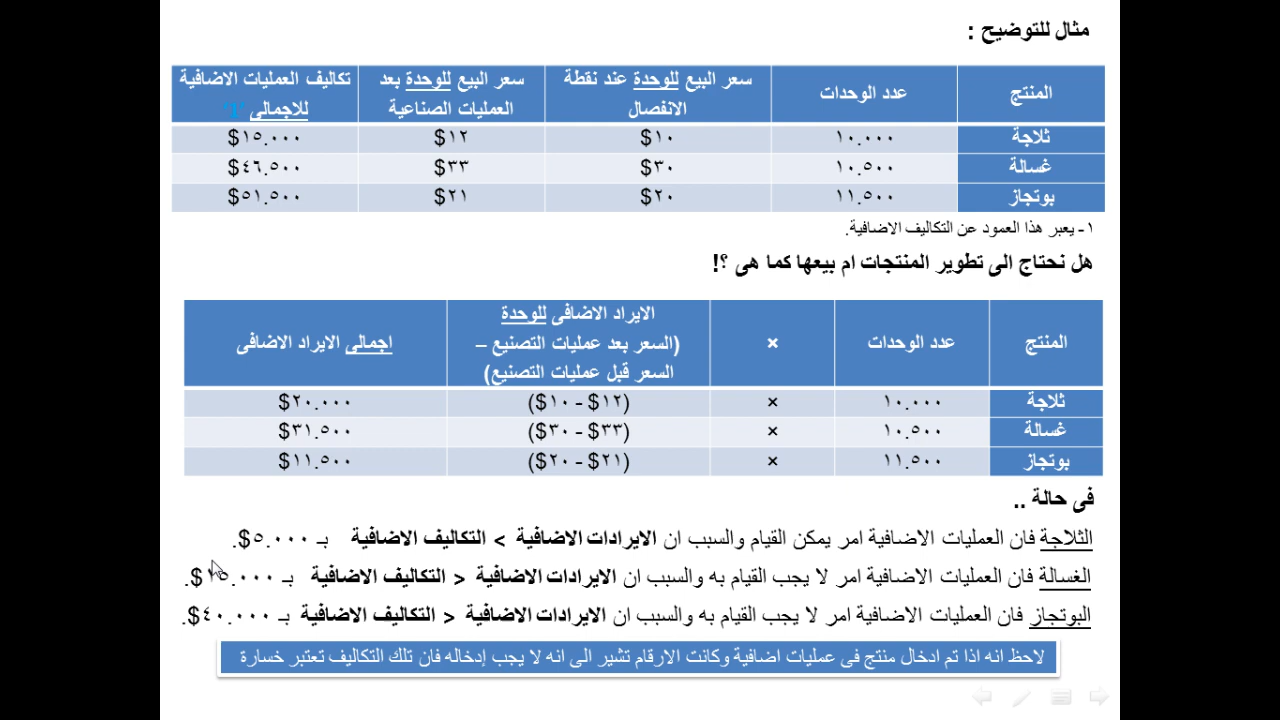 مثال للتوضيح :
المنتج عدد الوحدات سعر البيع للوحدة عند نقطة الانفصال سعر البيع للوحدة بعد العمليات الصناعية تكاليف العمليات الاضافية للاجمالى "1"
ثلاجة ١٠.٠٠٠ ١٠$ ١٢$ ١٥.٠٠٠$
غسالة ١٠.٥٠٠ ٣٠$ ٣٣$ ٤٦.٥٠٠$
بوتجاز ١١.٥٠٠ ٢٠$ ٢١$ ٥١.٥٠٠$
١- يعبر هذا العمود عن التكاليف الاضافية.
هل نحتاج الى تطوير المنتجات ام بيعها كما هى ؟!
المنتج عدد الوحدات × الايراد الاضافى للوحدة (السعر بعد عمليات التصنيع – السعر قبل عمليات التصنيع) اجمالى الايراد الاضافى
ثلاجة ١٠.٠٠٠ × (١٢$ - ١٠$) ٢٠.٠٠٠$
غسالة ١٠.٥٠٠ × (٣٣$ - ٣٠$) ٣١.٥٠٠$
بوتجاز ١١.٥٠٠ × (٢١$ - ٢٠$) ١١.٥٠٠$
فى حالة ..
الثلاجة فان العمليات الاضافية امر يمكن القيام والسبب ان الايرادات الاضافية > التكاليف الاضافية بـ ٥.٠٠٠$.
الغسالة فان العمليات الاضافية امر لا يجب القيام به والسبب ان الايرادات الاضافية < التكاليف الاضافية بـ
البوتجاز فان العمليات الاضافية امر لا يجب القيام به والسبب ان الايرادات الاضافية < التكاليف الاضافية بـ ٤٠.٠٠٠$.
لاحظ انه اذا تم ادخال منتج فى عمليات اضافية وكانت الارقام تشير الى انه لا يجب إدخاله فان تلك التكاليف تعتبر خسارة